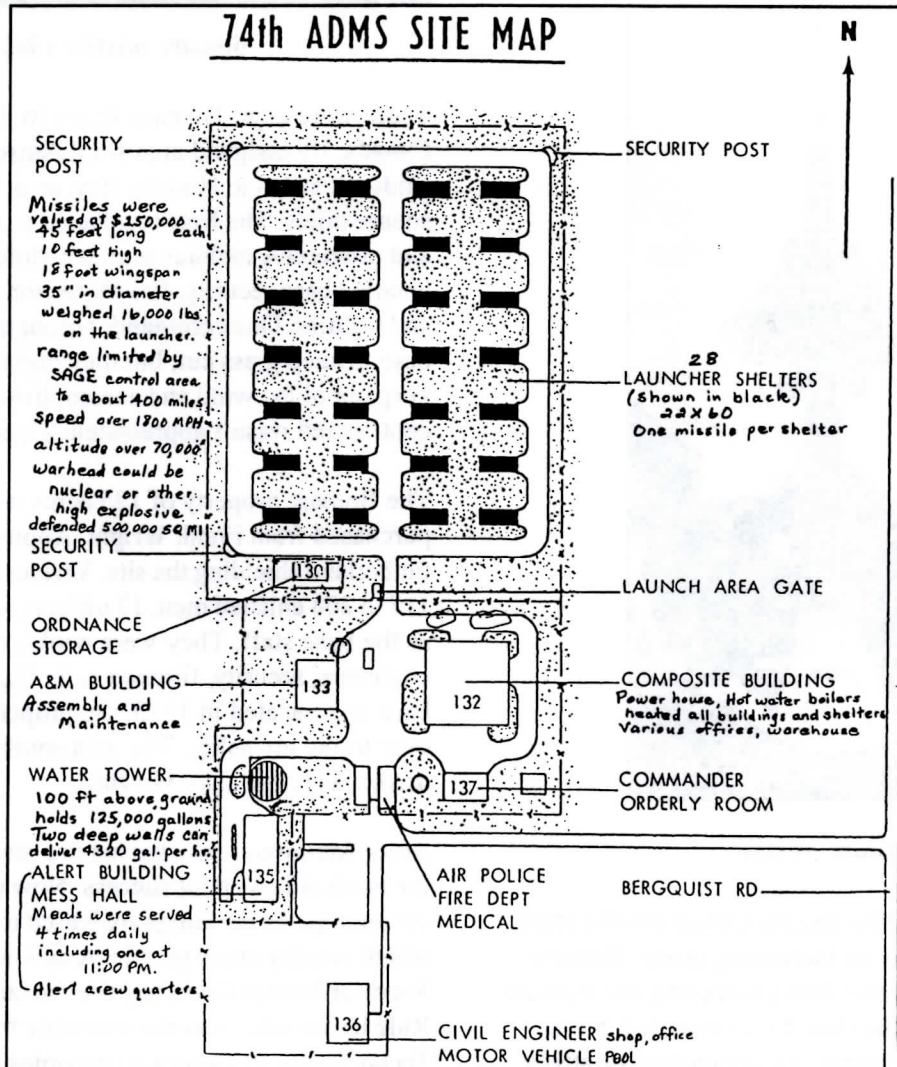 74th ADMS SITE MAP
N
SECURITY
POST
SECURITY POST
Missiles were
valued at $250,000
45 feet long each
10 feet high
18 foot wingspan
35" in diameter
weighed 16,000 lbs.
on the launcher.
range limited by
SAGE control area
to about 400 miles
speed over 1800 MPH
altitude over 70,000'
warhead could be
nuclear or other
high explosive
defended 500,000 SQ MI
SECURITY
POST
28
LAUNCHER SHELTERS
(shown in black)
22X60
One missile per shelter
130
LAUNCH AREA GATE
ORDNANCE
STORAGE
A&M BUILDING
Assembly and
Maintenance
133
132
COMPOSITE BUILDING
Power house, Hot water boilers
heated all buildings and shelters
Various offires, warehouse
WATER TOWER
100 ft above ground
holds 125,000 gallons
Two deep wells can
deliver 4320 gal. per hr.
137
COMMANDER
ORDERLY ROOM
ALERT BUILDING
MESS HALL
Meals were served
4 times daily
including one at
11:00 PM.
Alert crew quarters
135
AIR POLICE
FIRE DEPT
MEDICAL
BERGQUIST RD
136
CIVIL ENGINEER shop, office
MOTOR VEHICLE POOL